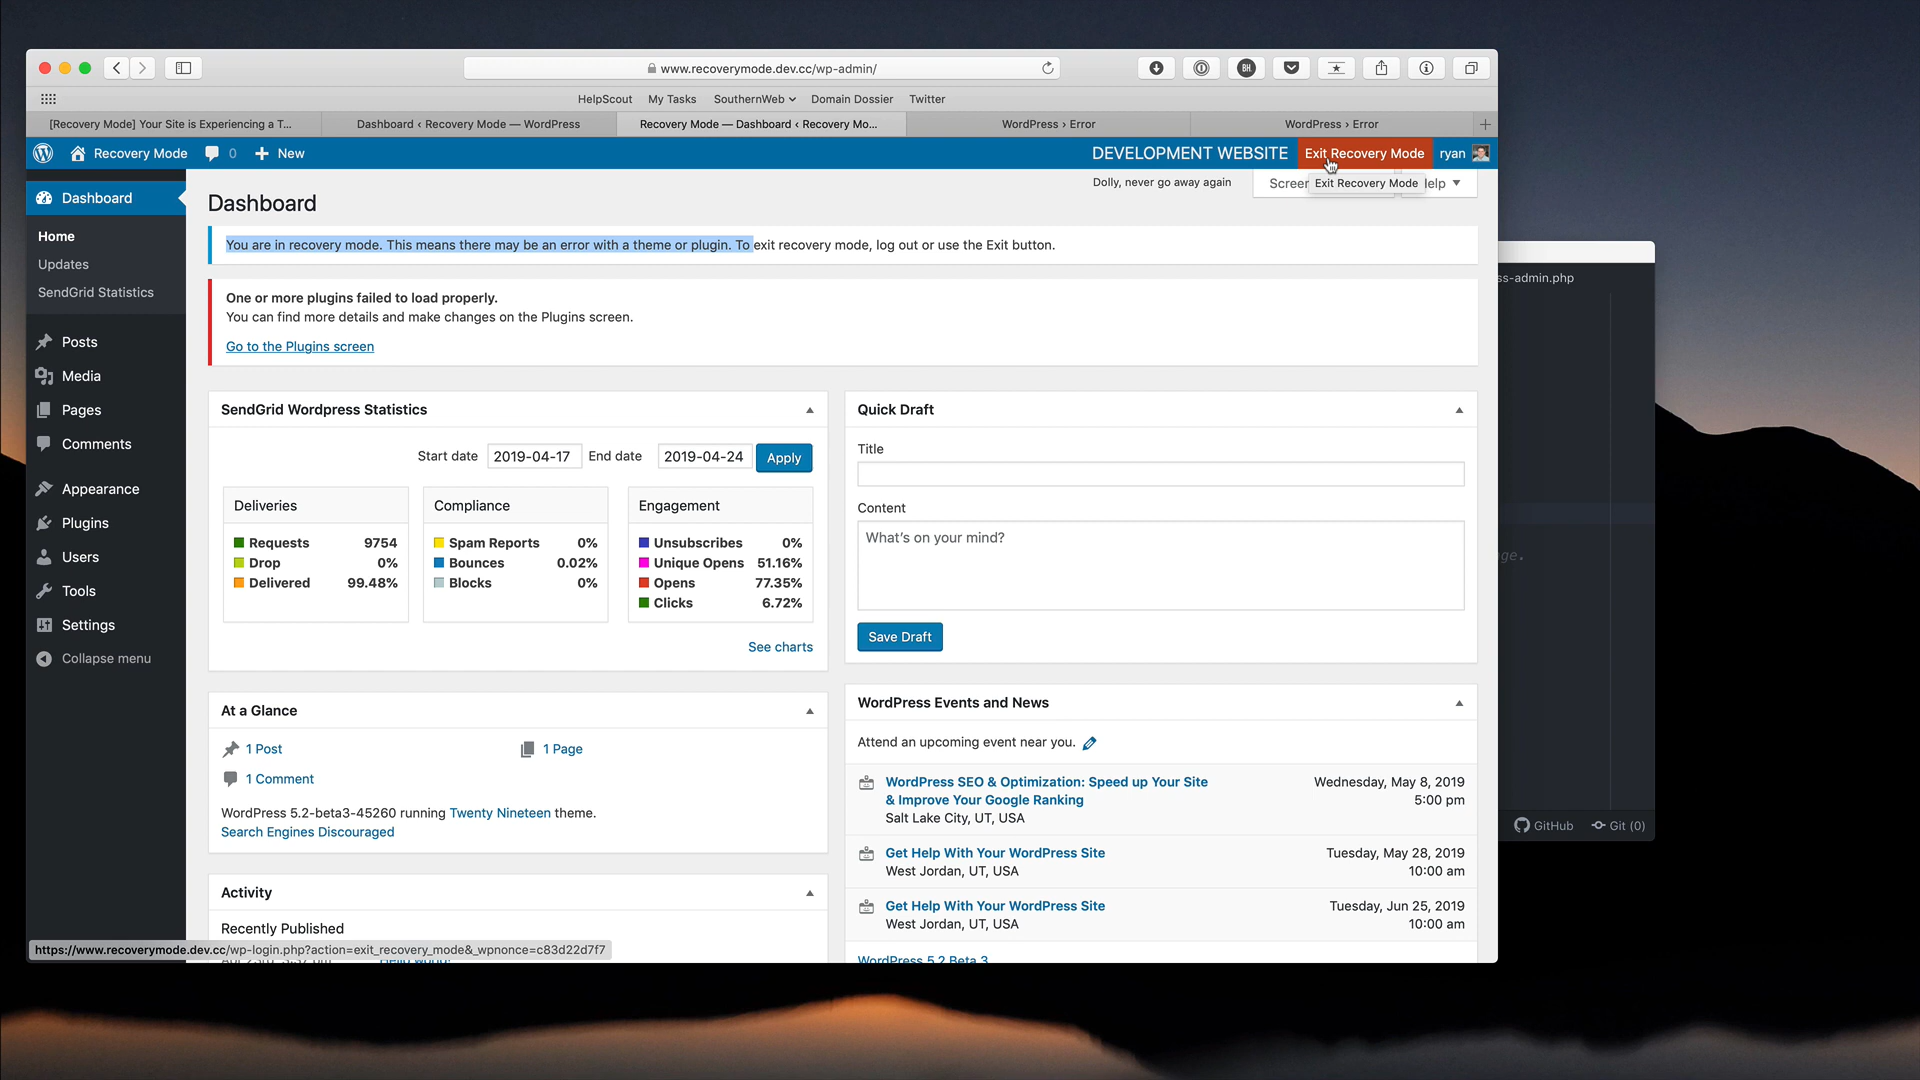 www.recoverymode.dev.cc/wp-admin/
HelpScout My Tasks SouthernWeb Domain Dossier Twitter
[Recovery Mode] Your Site is Experiencing a T...
Dashboard ‹ Recovery Mode — WordPress
Recovery Mode — Dashboard ‹ Recovery Mo...
WordPress › Error
WordPress › Error
Recovery Mode 0 New
DEVELOPMENT WEBSITE Exit Recovery Mode ryan
Dolly, never go away again
Screen
Exit Recovery Mode
elp
Dashboard
Home
Updates
SendGrid Statistics
Posts
Media
Pages
Comments
Appearance
Plugins
Users
Tools
Settings
Collapse menu
Dashboard
You are in recovery mode. This means there may be an error with a theme or plugin. To exit recovery mode, log out or use the Exit button.
One or more plugins failed to load properly.
You can find more details and make changes on the Plugins screen.
Go to the Plugins screen
SendGrid Wordpress Statistics
Start date 2019-04-17 End date 2019-04-24 Apply
Deliveries
Requests 9754
Drop 0%
Delivered 99.48%
Compliance
Spam Reports 0%
Bounces 0.02%
Blocks 0%
Engagement
Unsubscribes 0%
Unique Opens 51.16%
Opens 77.35%
Clicks 6.72%
See charts
At a Glance
1 Post
1 Page
1 Comment
WordPress 5.2-beta3-45260 running Twenty Nineteen theme.
Search Engines Discouraged
Activity
Recently Published
Quick Draft
Title
Content
What's on your mind?
Save Draft
WordPress Events and News
Attend an upcoming event near you.
WordPress SEO & Optimization: Speed up Your Site
& Improve Your Google Ranking
Salt Lake City, UT, USA
Wednesday, May 8, 2019
5:00 pm
Get Help With Your WordPress Site
West Jordan, UT, USA
Tuesday, May 28, 2019
10:00 am
Get Help With Your WordPress Site
West Jordan, UT, USA
Tuesday, Jun 25, 2019
10:00 am
WordPress 5.2 Beta 3
https://www.recoverymode.dev.cc/wp-login.php?action=exit_recovery_mode&_wpnonce=c83d22d7f7
ss-admin.php
ge.
GitHub Git (0)
BH